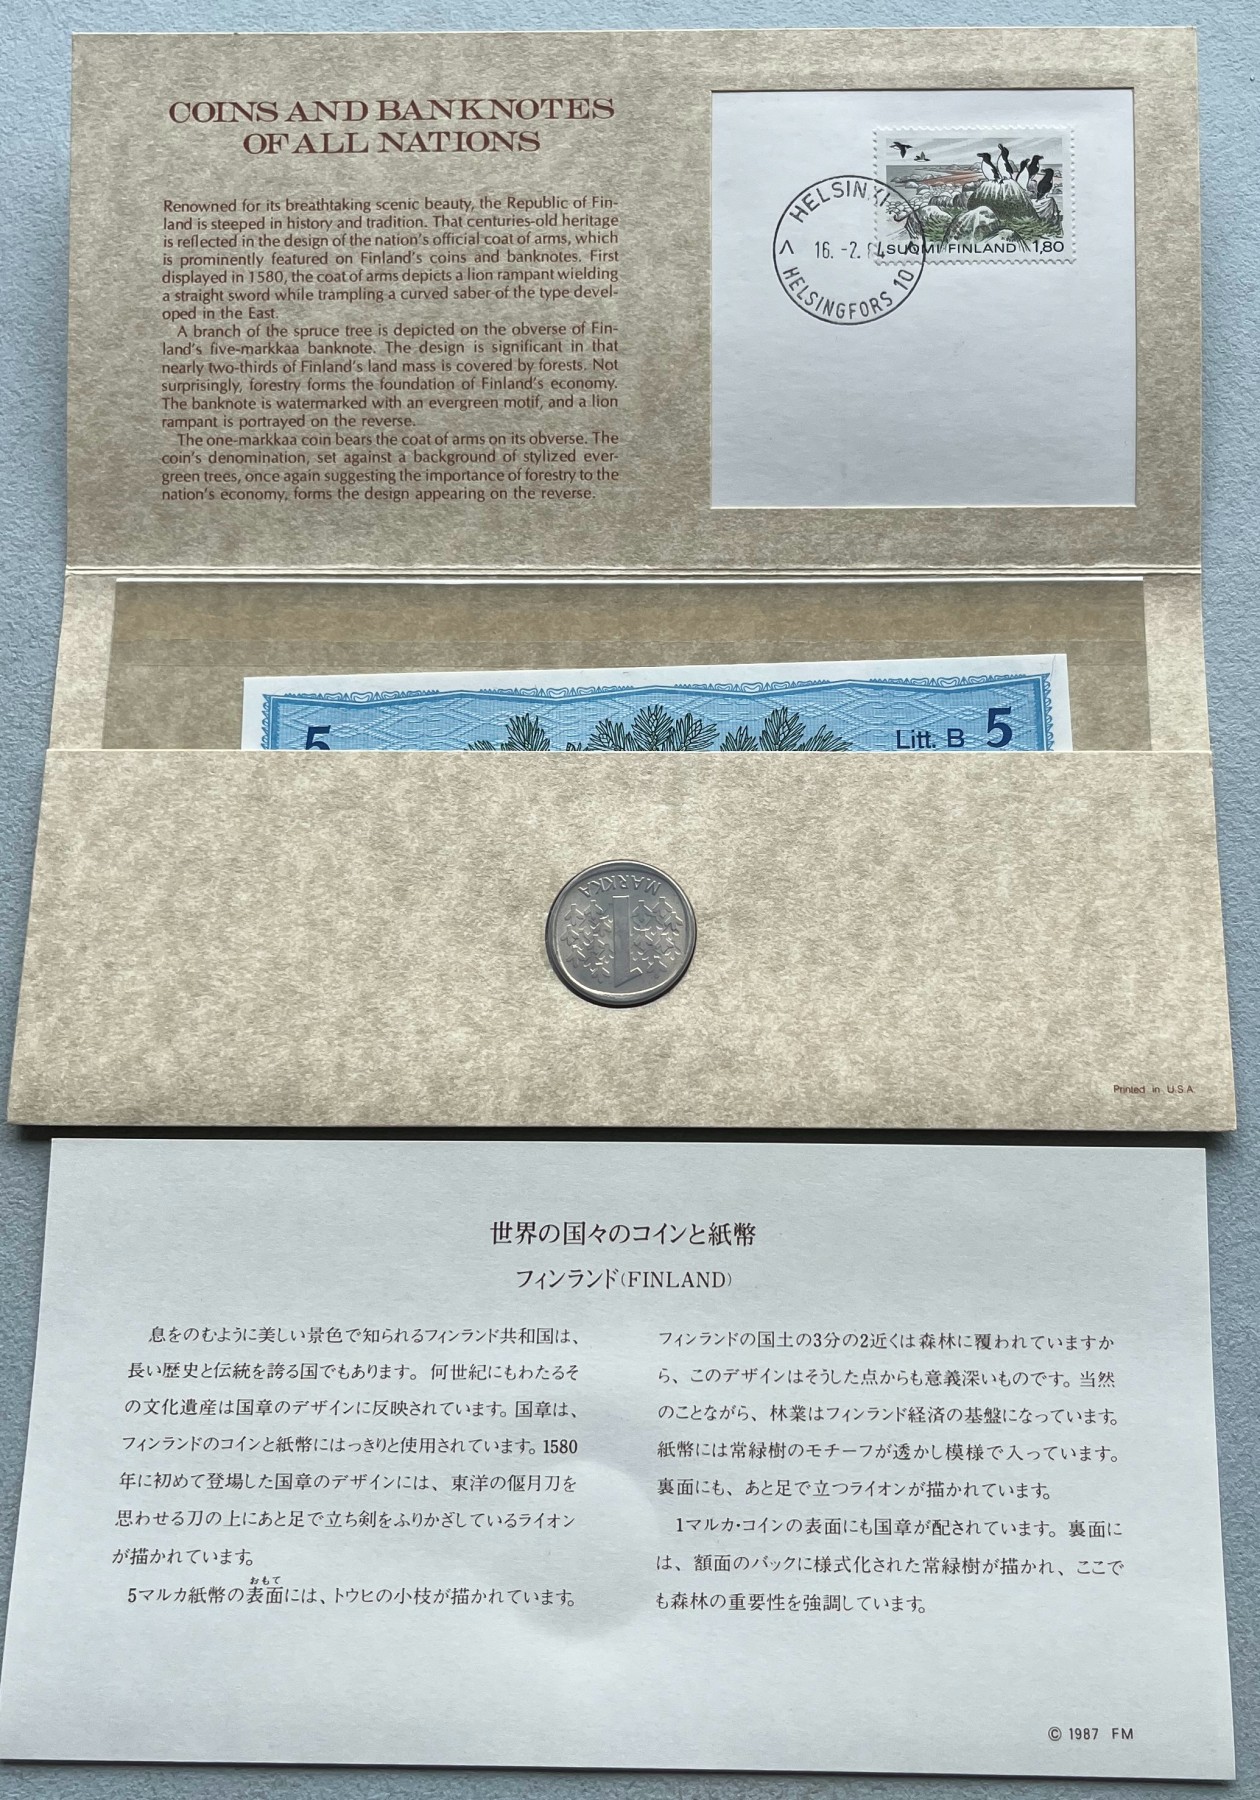 COINS AND BANKNOTES
OF ALL NATIONS
Renowned for its breathtaking scenic beauty, the Republic of Fin-
land is steeped in history and tradition. That centuries-old heritage
is reflected in the design of the nation's official coat of arms, which
is prominently featured on Finland's coins and banknotes. First
displayed in 1580, the coat of arms depicts a lion rampant wielding
a straight sword while trampling a curved saber of the type devel-
oped in the East.
A branch of the spruce tree is depicted on the obverse of Fin-
land's five-markkaa banknote. The design is significant in that
nearly two-thirds of Finland's land mass is covered by forests. Not
surprisingly, forestry forms the foundation of Finland's economy.
The banknote is watermarked with an evergreen motif, and a lion
rampant is portrayed on the reverse.
The one-markkaa coin bears the coat of arms on its obverse. The
coin's denomination, set against a background of stylized ever-
green trees, once again suggesting the importance of forestry to the
nation's economy, forms the design appearing on the reverse.
HELSINKI
16. -2. 4
HELSINGFORS 10
SUOMI FINLAND 1,80
5
Litt. B 5
1
MARKKA
Printed in U.S.A.
世界の国々のコインと紙幣
フィンランド(FINLAND)
息をのむように美しい景色で知られるフィンランド共和国は、
長い歴史と伝統を誇る国でもあります。何世紀にもわたるそ
の文化遺産は国章のデザインに反映されています。国章は、
フィンランドのコインと紙幣にはっきりと使用されています。1580
年に初めて登場した国章のデザインには、東洋の偃月刀を
思わせる刀の上にあと足で立ち剣をふりかざしているライオン
が描かれています。
5マルカ紙幣の表面には、トウヒの小枝が描かれています。
おもて
フィンランドの国土の3分の2近くは森林に覆われていますか
ら、このデザインはそうした点からも意義深いものです。当然
のことながら、林業はフィンランド経済の基盤になっています。
紙幣には常緑樹のモチーフが透かし模様で入っています。
裏面にも、あと足で立つライオンが描かれています。
1マルカ・コインの表面にも国章が配されています。裏面に
は、額面のバックに様式化された常緑樹が描かれ、ここで
も森林の重要性を強調しています。
© 1987 FM